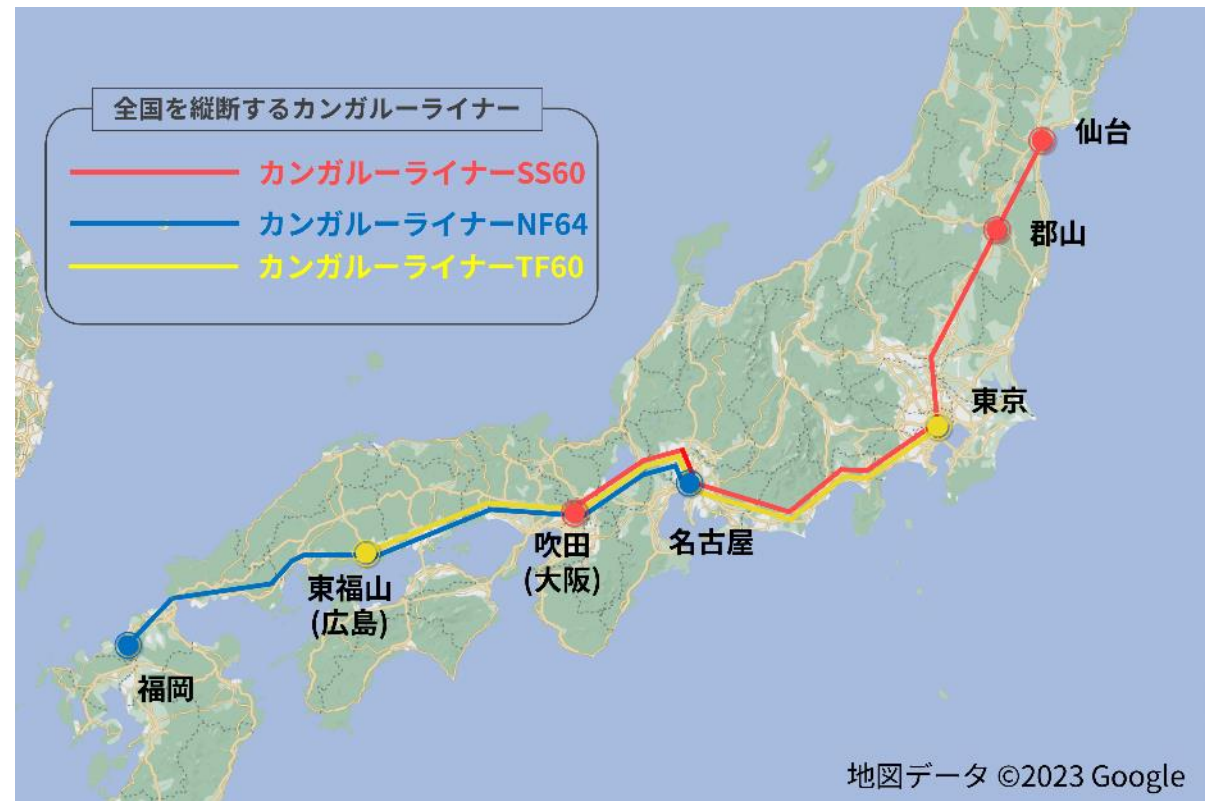 全国を縦断するカンガルーライナー
カンガルーライナーSS60
カンガルーライナーNF64
カンガルーライナーTF60
仙台
郡山
東京
名古屋
吹田
(大阪)
東福山
(広島)
福岡
地図データ ©2023 Google